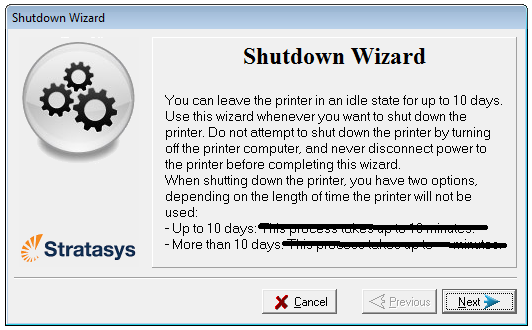 Shutdown Wizard
Shutdown Wizard
You can leave the printer in an idle state for up to 10 days.
Use this wizard whenever you want to shut down the
printer. Do not attempt to shut down the printer by turning
off the printer computer, and never disconnect power to
the printer before completing this wizard.
When shutting down the printer, you have two options,
depending on the length of time the printer will not be
used:
- Up to 10 days:
- More than 10 days:
Stratasys
Cancel
Previous
Next